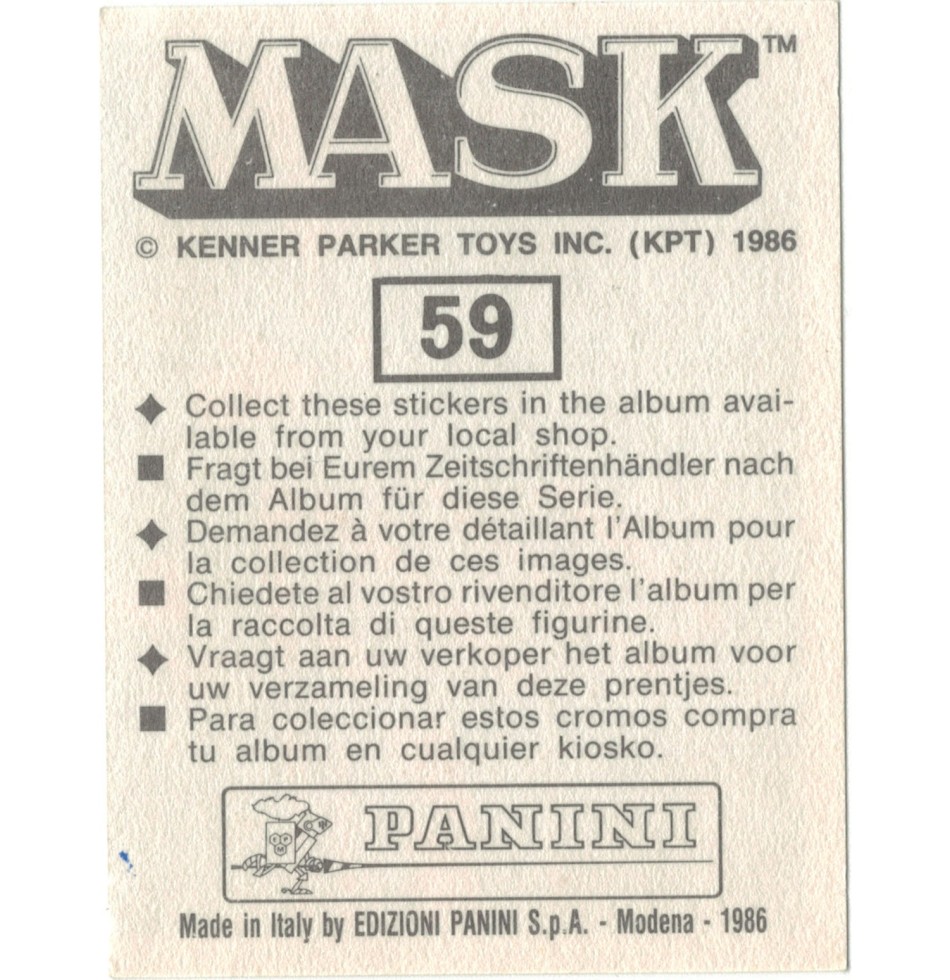 MASK™
© KENNER PARKER TOYS INC. (KPT) 1986
59
Collect these stickers in the album avai-
lable from your local shop.
Fragt bei Eurem Zeitschriftenhändler nach
dem Album für diese Serie.
Demandez à votre détaillant l'Album pour
la collection de ces images.
Chiedete al vostro rivenditore l'album per
la raccolta di queste figurine.
Vraagt aan uw verkoper het album voor
uw verzameling van deze prentjes.
Para coleccionar estos cromos compra
tu album en cualquier kiosko.
PANINI
Made in Italy by EDIZIONI PANINI S.p.A. - Modena - 1986